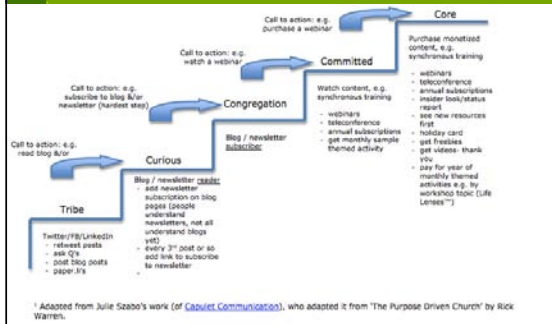 Core
Call to action: e.g.
purchase a webinar
Purchase monetized
content, e.g.
synchronous training
- webinars
- teleconference
- annual subscriptions
- insider look/status
report
- see new resources
first
- holiday card
- get freebies
- get videos- thank
you
- pay for year of
monthly themed
activities e.g. by
workshop topic (Life
Lenses™)
Call to action: e.g.
watch a webinar
Committed
Watch content, e.g.
synchronous training
- webinars
- teleconference
- annual subscriptions
- get monthly sample
themed activity
Call to action: e.g.
subscribe to blog &/or
newsletter (hardest step)
Congregation
Blog / newsletter
subscriber
Call to action: e.g.
read blog &/or
Curious
Blog / newsletter reader
- add newsletter
subscription on blog
pages (people
understand
newsletters, not all
understand blogs
yet)
- every 3rd post or so
add link to subscribe
to newsletter
-
Tribe
Twitter/FB/LinkedIn
- retweet posts
- ask Q's
- post blog posts
- paper.li's
¹ Adapted from Julie Szabo's work (of Capulet Communication), who adapted it from 'The Purpose Driven Church' by Rick
Warren.